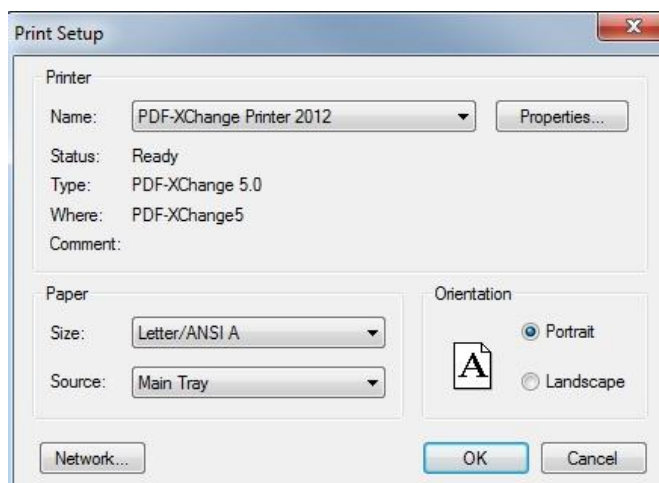 Print Setup
Printer
Name: PDF-XChange Printer 2012 Properties...
Status: Ready
Type: PDF-XChange 5.0
Where: PDF-XChange5
Comment:
Paper
Size: Letter/ANSI A
Source: Main Tray
Orientation
A
Portrait
Landscape
Network... OK Cancel